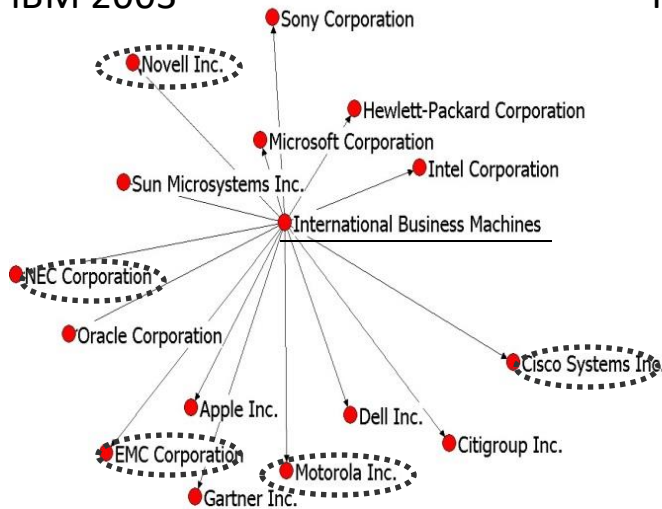 IBM 2003
Sony Corporation
Novell Inc.
Hewlett-Packard Corporation
Microsoft Corporation
Intel Corporation
Sun Microsystems Inc.
International Business Machines
NEC Corporation
Oracle Corporation
Cisco Systems Inc.
Apple Inc.
Dell Inc.
Citigroup Inc.
EMC Corporation
Motorola Inc.
Gartner Inc.